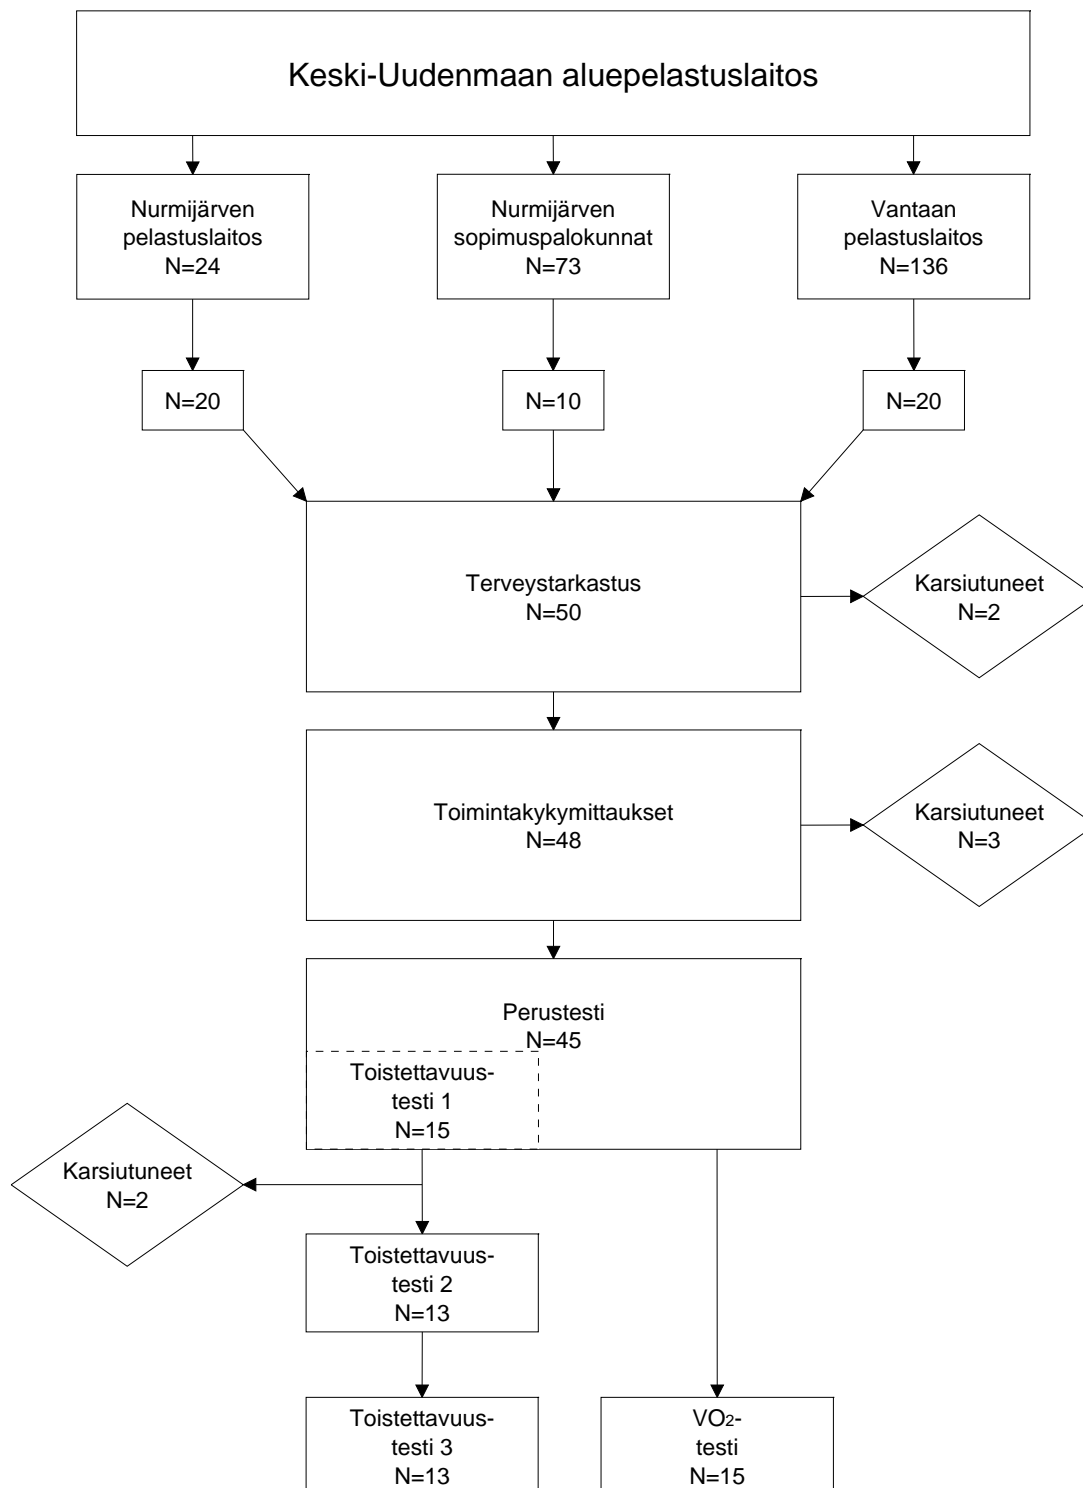 Keski-Uudenmaan aluepelastuslaitos
Nurmijärven
pelastuslaitos
N=24
Nurmijärven
sopimuspalokunnat
N=73
Vantaan
pelastuslaitos
N=136
N=20
N=10
N=20
Terveystarkastus
N=50
Karsiutuneet
N=2
Toimintakykymittaukset
N=48
Karsiutuneet
N=3
Perustesti
N=45
Toistettavuus-
testi 1
N=15
Karsiutuneet
N=2
Toistettavuus-
testi 2
N=13
Toistettavuus-
testi 3
N=13
VO2-
testi
N=15